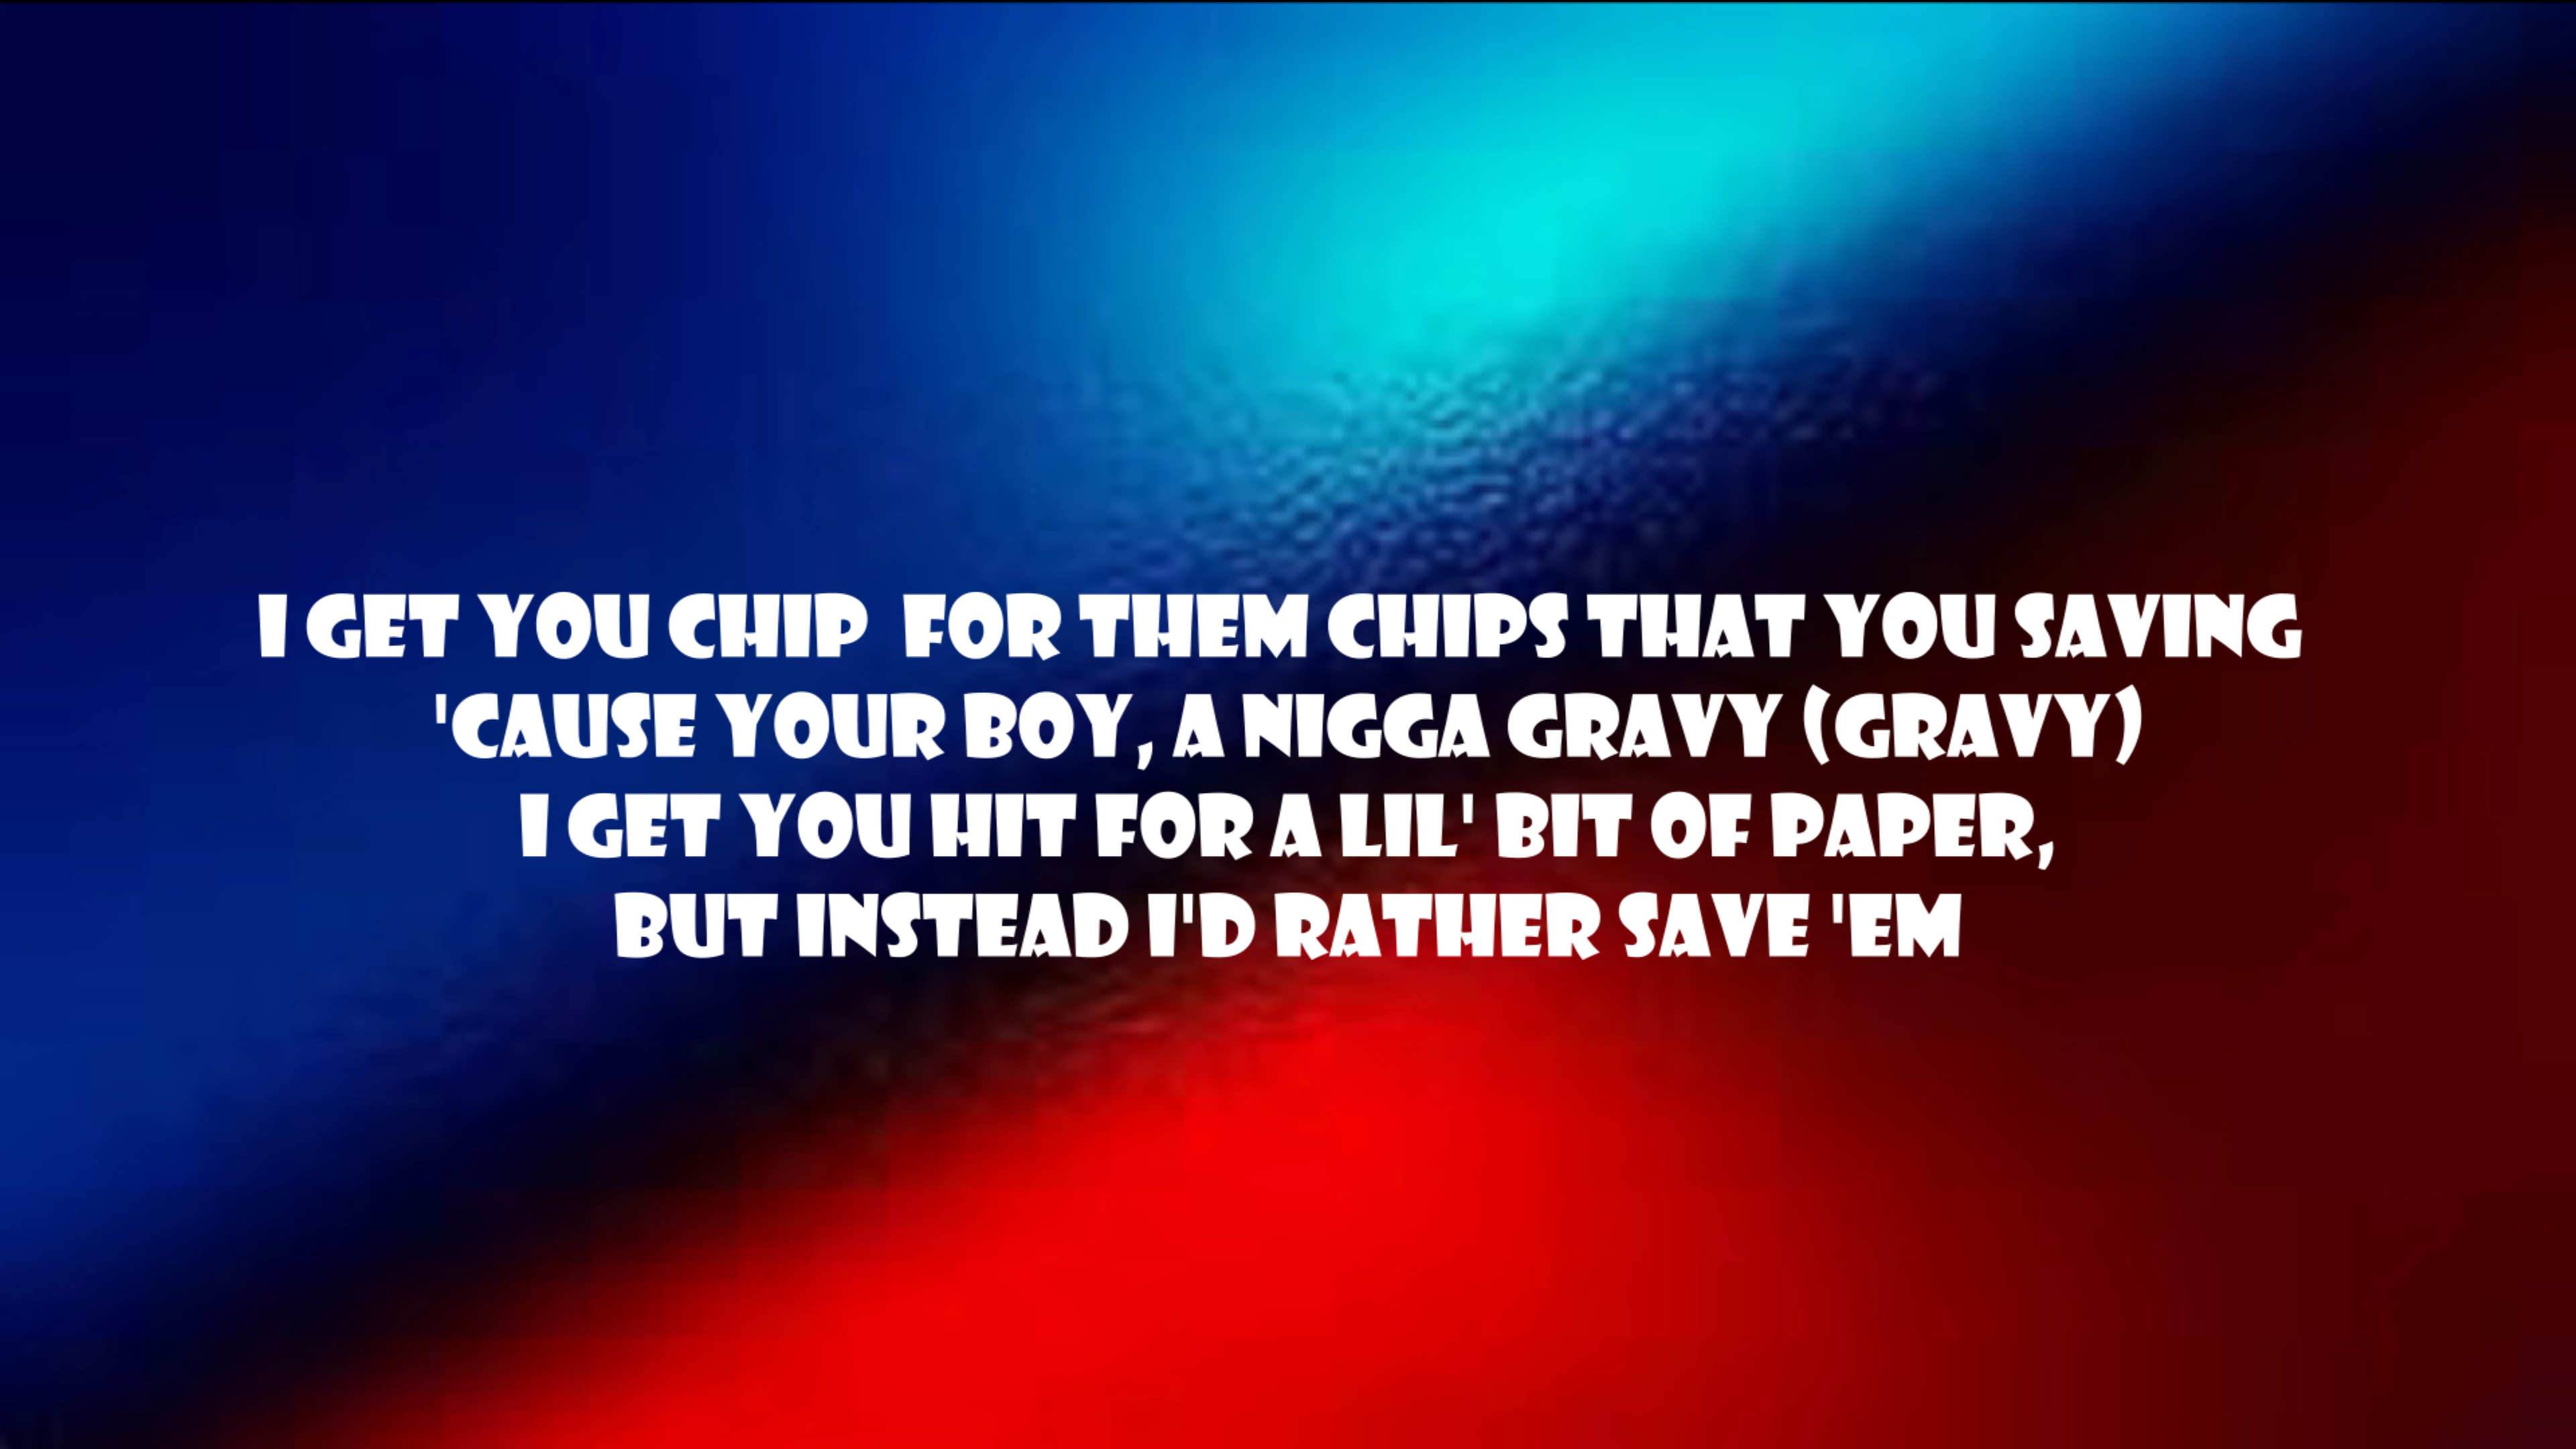 I GET YOU CHIP  FOR THEM CHIPS THAT YOU SAVING
'CAUSE YOUR BOY, A NIGGA GRAVY (GRAVY)
I GET YOU HIT FOR A LIL' BIT OF PAPER,
BUT INSTEAD I'D RATHER SAVE 'EM